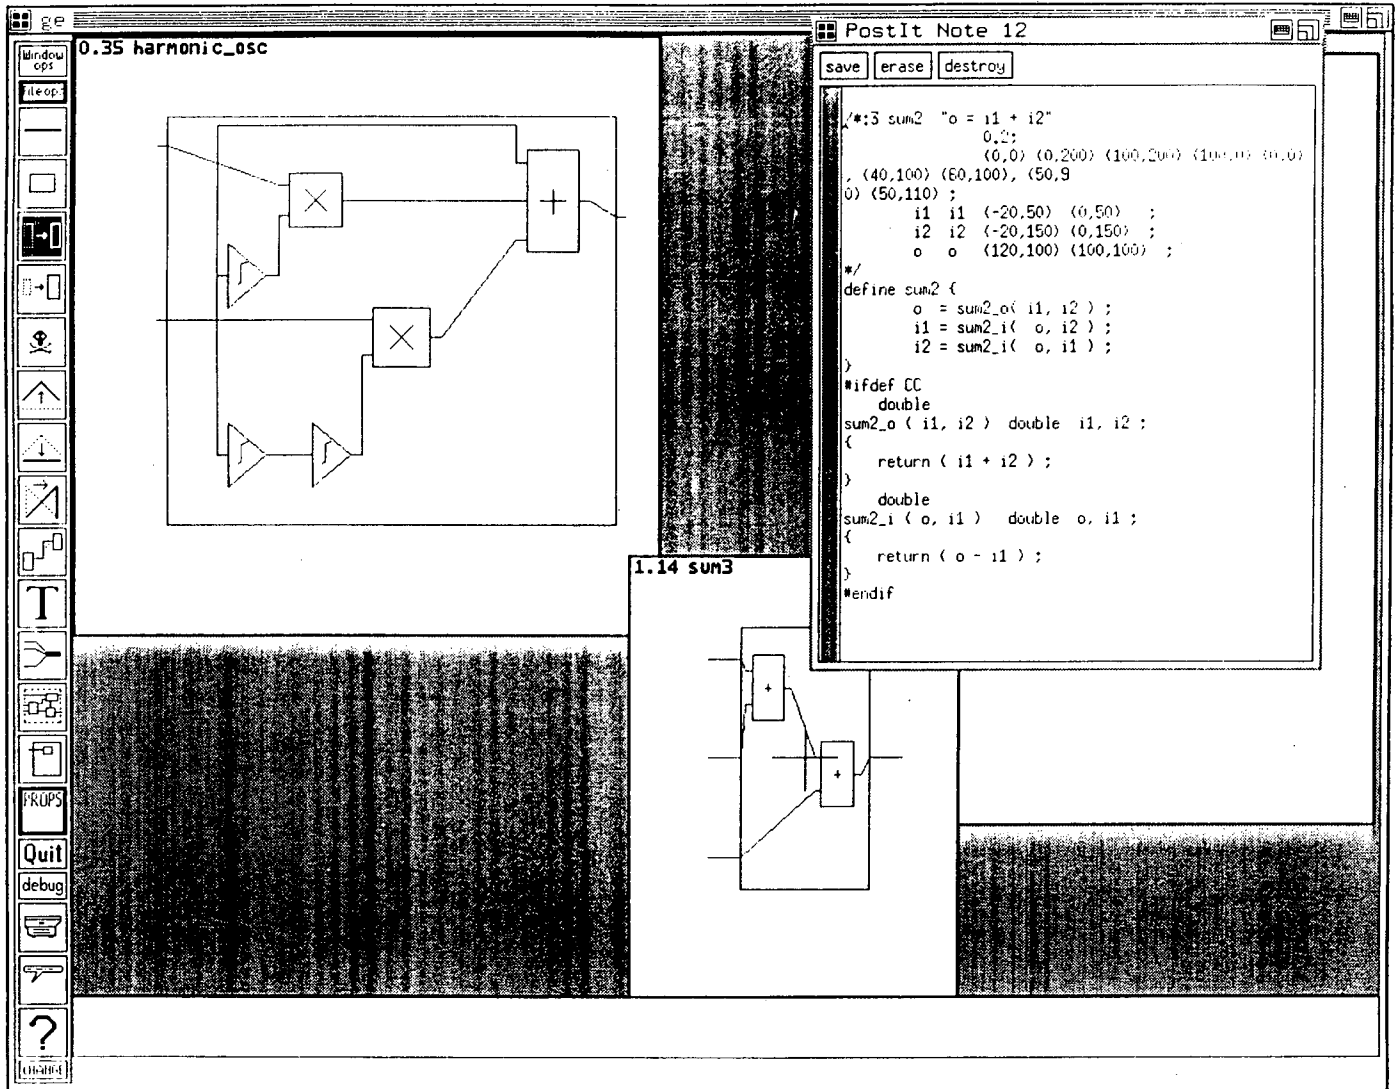 ge
Window
ops
File ops
T
PROPS
Quit
debug
?
CHANGE
0.35 harmonic_osc
×
+
×
1.14 sum3
+
+
PostIt Note 12
save erase destroy
/*:3 sum2 "o = i1 + i2"
0,2;
(0,0) (0,200) (100,200) (100,0) (0,0)
, (40,100) (60,100), (50,9
0) (50,110) ;
i1 i1 (-20,50) (0,50) ;
i2 i2 (-20,150) (0,150) ;
o o (120,100) (100,100) ;
*/
define sum2 {
o = sum2_o( i1, i2 ) ;
i1 = sum2_i( o, i2 ) ;
i2 = sum2_i( o, i1 ) ;
}
#ifdef CC
double
sum2_o ( i1, i2 ) double i1, i2 ;
{
return ( i1 + i2 ) ;
}
double
sum2_i ( o, i1 ) double o, i1 ;
{
return ( o - i1 ) ;
}
#endif